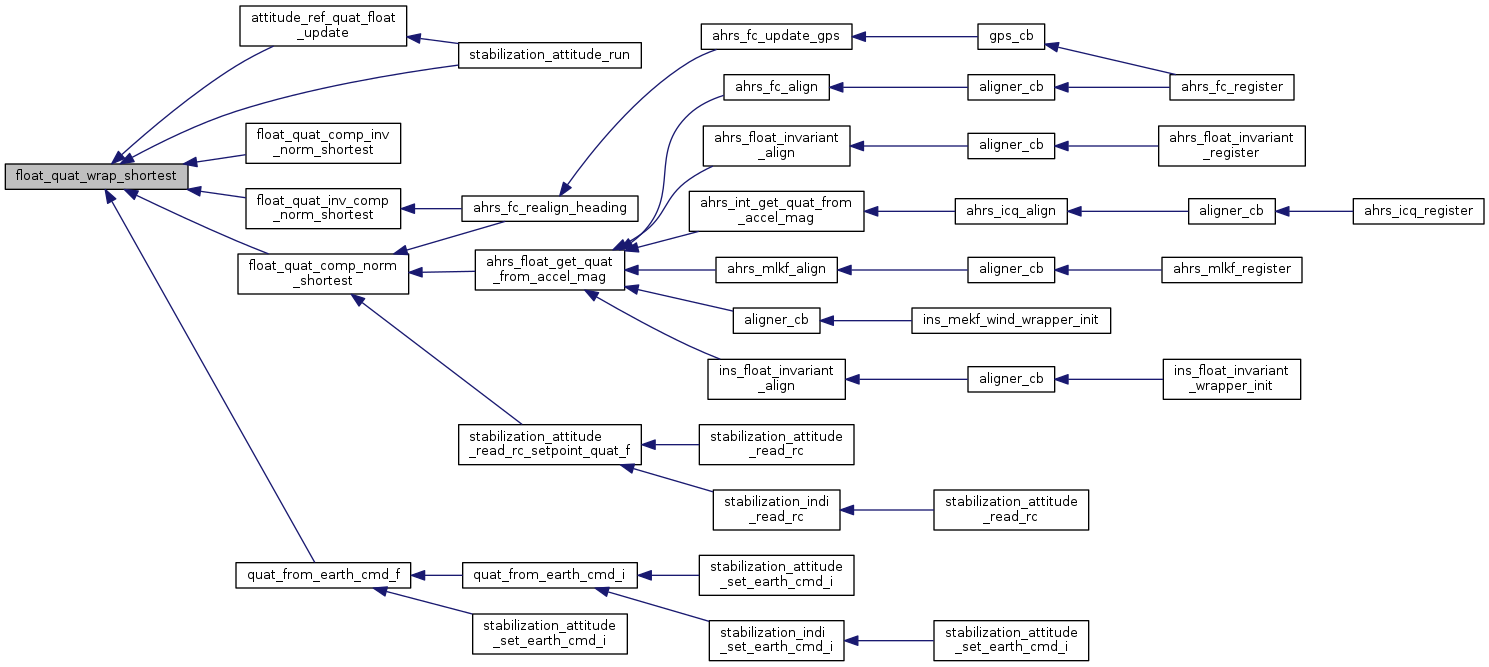 float_quat_wrap_shortest
attitude_ref_quat_float
_update
stabilization_attitude_run
float_quat_comp_inv
_norm_shortest
float_quat_inv_comp
_norm_shortest
ahrs_fc_realign_heading
ahrs_fc_update_gps
gps_cb
ahrs_fc_register
float_quat_comp_norm
_shortest
ahrs_float_get_quat
_from_accel_mag
ahrs_fc_align
aligner_cb
ahrs_float_invariant
_align
aligner_cb
ahrs_float_invariant
_register
ahrs_int_get_quat_from
_accel_mag
ahrs_icq_align
aligner_cb
ahrs_icq_register
ahrs_mlkf_align
aligner_cb
ahrs_mlkf_register
aligner_cb
ins_mekf_wind_wrapper_init
ins_float_invariant
_align
aligner_cb
ins_float_invariant
_wrapper_init
stabilization_attitude
_read_rc_setpoint_quat_f
stabilization_attitude
_read_rc
stabilization_indi
_read_rc
stabilization_attitude
_read_rc
quat_from_earth_cmd_f
quat_from_earth_cmd_i
stabilization_attitude
_set_earth_cmd_i
stabilization_indi
_set_earth_cmd_i
stabilization_attitude
_set_earth_cmd_i
stabilization_attitude
_set_earth_cmd_i